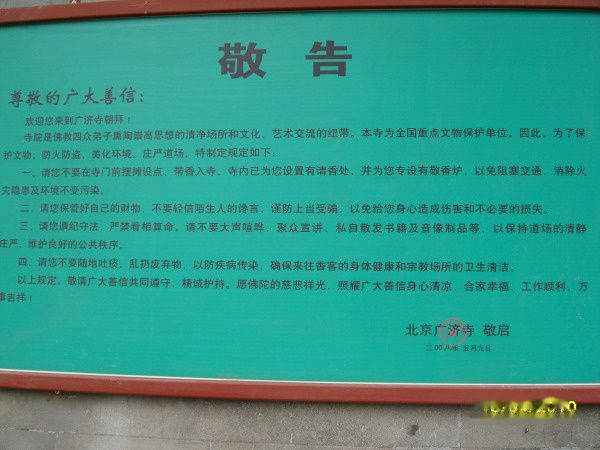 敬告
尊敬的广大善信：
欢迎您来到广济寺朝拜！
寺院是佛教四众弟子熏陶崇高思想的清净场所和文化、艺术交流的纽带。本寺为全国重点文物保护单位。因此，为了保
护文物、防火防盗、美化环境、庄严道场，特制定规定如下：
一、请您不要在寺门前摆摊设点、带香入寺，寺内已为您设置有请香处、并为您专设有敬香炉，以免阻塞交通、消除火
灾隐患及环境不受污染。
二、请您保管好自己的财物、不要轻信陌生人的谗言，谨防上当受骗，以免给您身心造成伤害和不必要的损失。
三、请您遵纪守法、严禁看相算命。请不要大声喧哗、聚众宣讲、私自散发书籍及音像制品等，以保持道场的清静
庄严、维护良好的公共秩序。
四、请您不要随地吐痰、乱扔废弃物，以防疾病传染，确保来往香客的身体健康和宗教场所的卫生清洁。
以上规定，敬请广大善信共同遵守，精诚护持。愿佛陀的慈悲祥光，照耀广大善信身心清凉，合家幸福，工作顺利，万
事吉祥！
北京广济寺 敬启
二00八年 五月九日